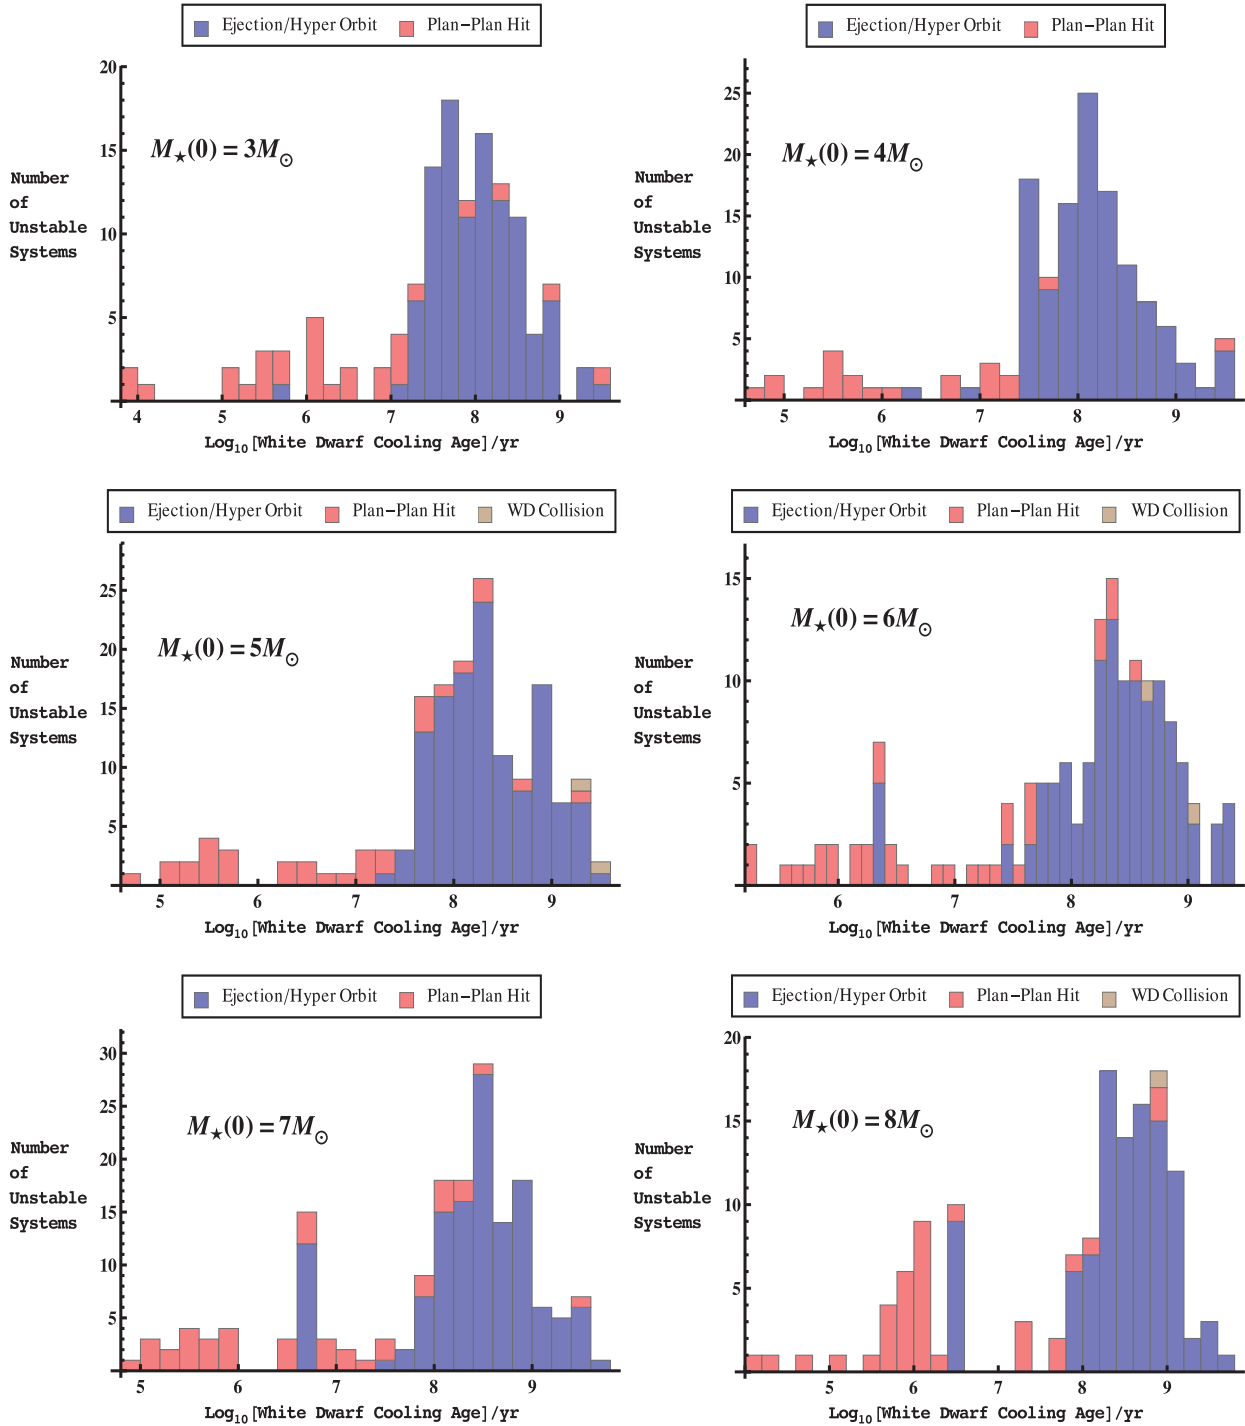 Ejection/Hyper Orbit Plan−Plan Hit
20
15
10
5
M★(0) = 3M⊙
Number
of
Unstable
Systems
4 5 6 7 8 9
Log10[White Dwarf Cooling Age]/yr
Ejection/Hyper Orbit Plan−Plan Hit
25
20
15
10
5
M★(0) = 4M⊙
Number
of
Unstable
Systems
5 6 7 8 9
Log10[White Dwarf Cooling Age]/yr
Ejection/Hyper Orbit Plan−Plan Hit WD Collision
25
20
15
10
5
M★(0) = 5M⊙
Number
of
Unstable
Systems
5 6 7 8 9
Log10[White Dwarf Cooling Age]/yr
Ejection/Hyper Orbit Plan−Plan Hit WD Collision
15
10
5
M★(0) = 6M⊙
Number
of
Unstable
Systems
6 7 8 9
Log10[White Dwarf Cooling Age]/yr
Ejection/Hyper Orbit Plan−Plan Hit
30
25
20
15
10
5
M★(0) = 7M⊙
Number
of
Unstable
Systems
5 6 7 8 9
Log10[White Dwarf Cooling Age]/yr
Ejection/Hyper Orbit Plan−Plan Hit WD Collision
20
15
10
5
M★(0) = 8M⊙
Number
of
Unstable
Systems
5 6 7 8 9
Log10[White Dwarf Cooling Age]/yr